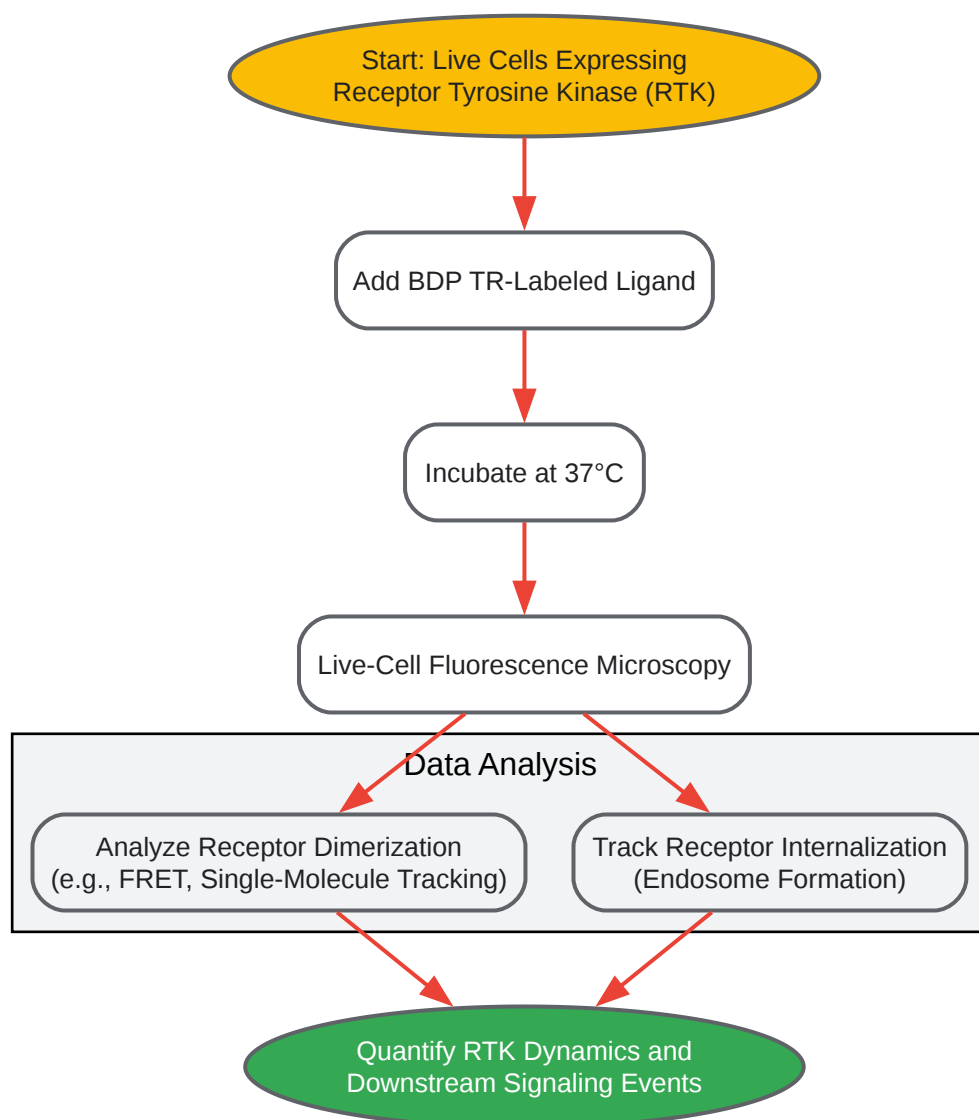 Start: Live Cells Expressing
Receptor Tyrosine Kinase (RTK)
Add BDP TR-Labeled Ligand
Incubate at 37°C
Live-Cell Fluorescence Microscopy
Data Analysis
Analyze Receptor Dimerization
(e.g., FRET, Single-Molecule Tracking)
Track Receptor Internalization
(Endosome Formation)
Quantify RTK Dynamics and
Downstream Signaling Events